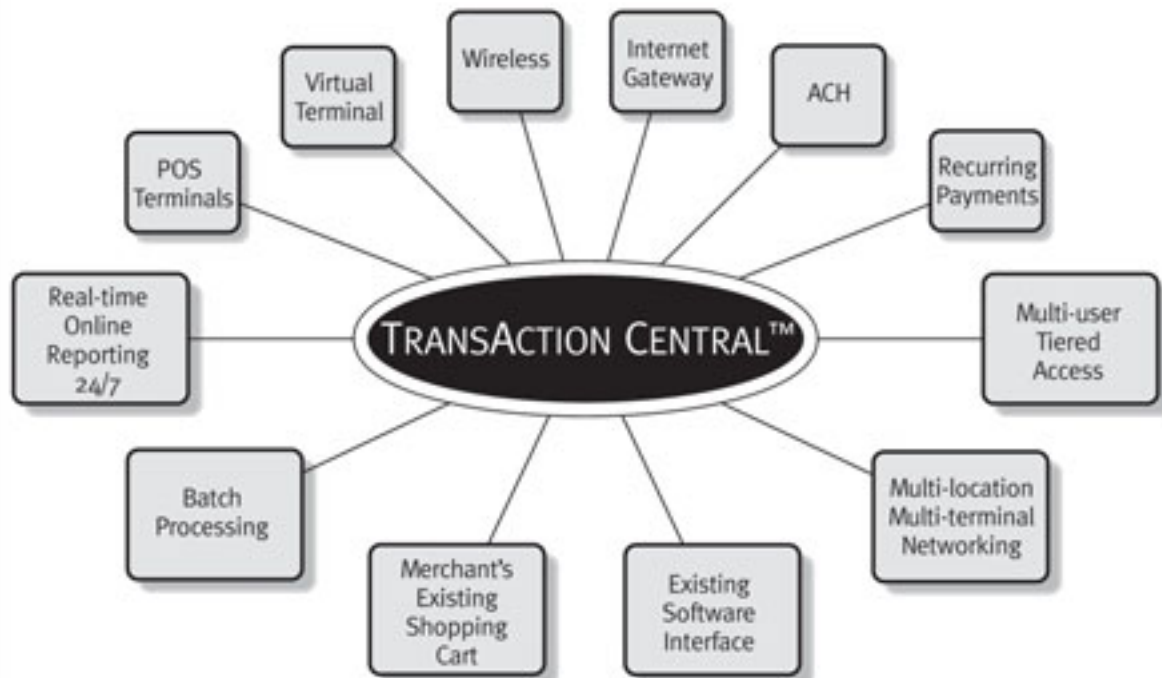 Wireless
Internet
Gateway
Virtual
Terminal
ACH
POS
Terminals
Recurring
Payments
Real-time
Online
Reporting
24/7
TRANSACTION CENTRAL™
Multi-user
Tiered
Access
Batch
Processing
Merchant's
Existing
Shopping
Cart
Existing
Software
Interface
Multi-location
Multi-terminal
Networking